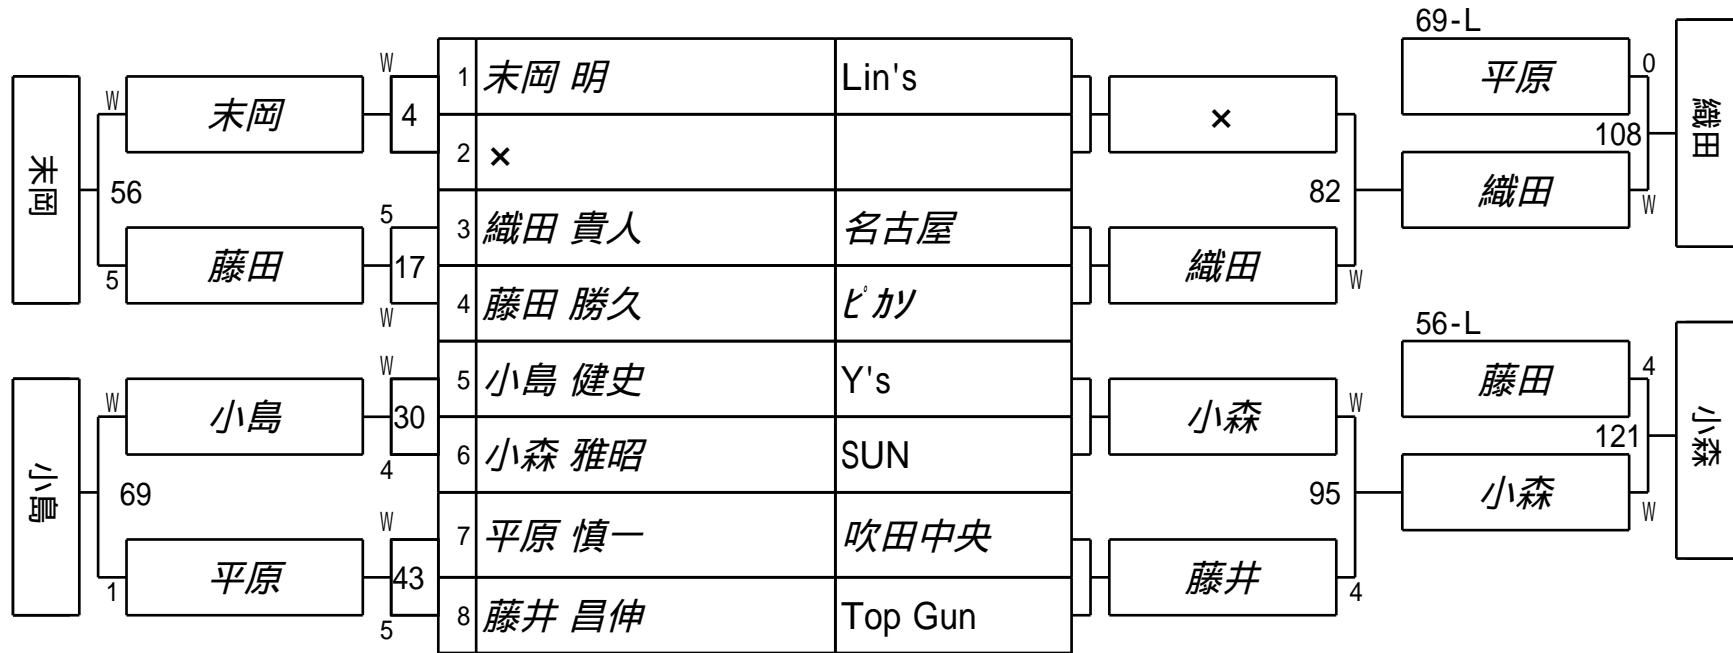 69-L
W 1 末岡 明 Lin's 平原 0
W 末岡 4 × 108 織田
2 ×
末岡 56 82 織田 W
5 3 織田 貴人 名古屋
5 藤田 17 織田 W
W 4 藤田 勝久 ピカソ
56-L
W 5 小島 健史 Y's 藤田 4
W 小島 30 小森 W 121 小森
4 6 小森 雅昭 SUN
小島 69 95 小森 W
W 7 平原 慎一 吹田中央
1 平原 43 藤井 4
5 8 藤井 昌伸 Top Gun